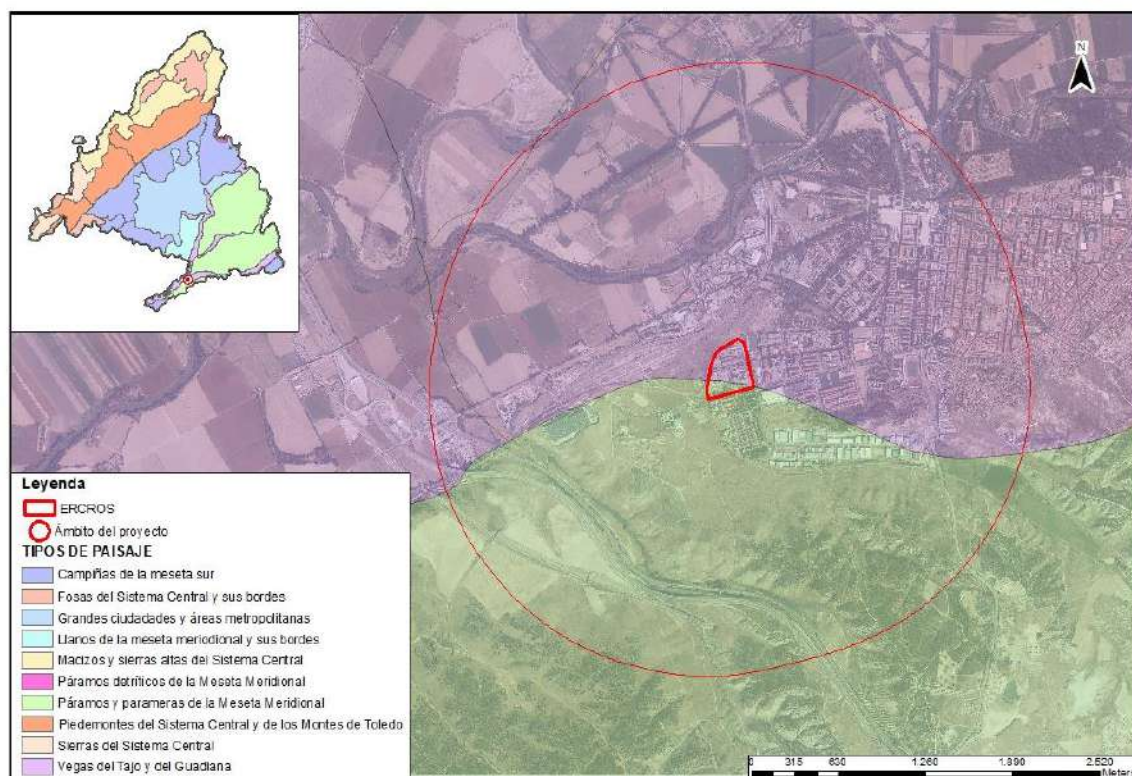 N
Leyenda
ERCROS
Ámbito del proyecto
TIPOS DE PAISAJE
Campiñas de la meseta sur
Fosas del Sistema Central y sus bordes
Grandes ciudades y áreas metropolitanas
Llanos de la meseta meridional y sus bordes
Macizos y sierras altas del Sistema Central
Páramos detríticos de la Meseta Meridional
Páramos y parameras de la Meseta Meridional
Piedemontes del Sistema Central y de los Montes de Toledo
Sierras del Sistema Central
Vegas del Tajo y del Guadiana
0 315 630 1.260 1.890 2.520
Meters